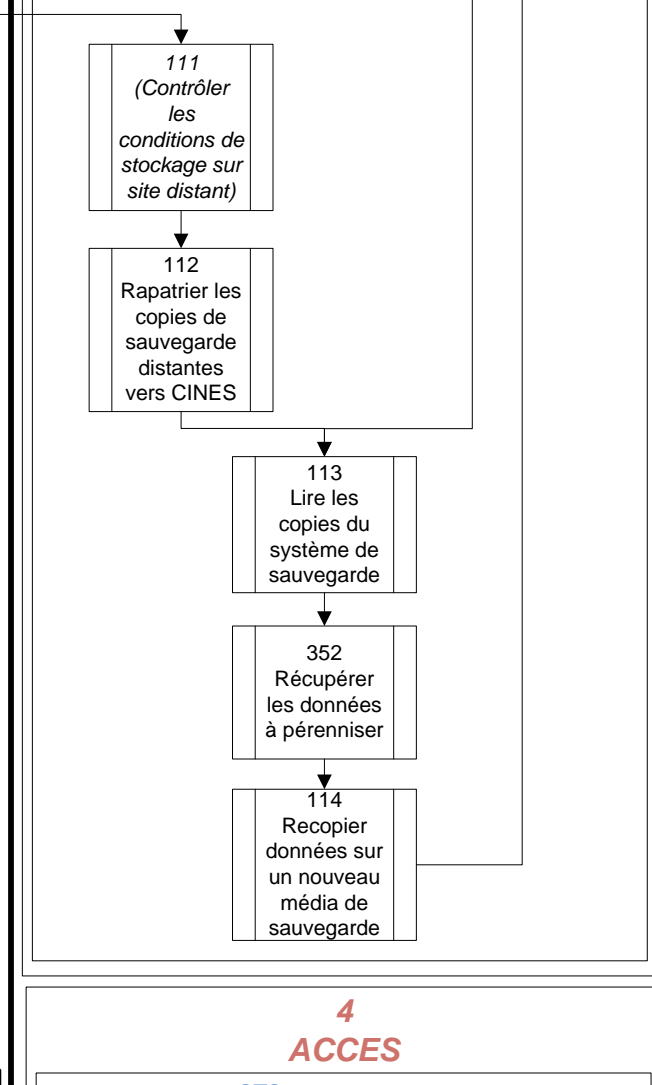 111
(Contrôler
les
conditions de
stockage sur
site distant)
112
Rapatrier les
copies de
sauvegarde
distantes
vers CINES
113
Lire les
copies du
système de
sauvegarde
352
Récupérer
les données
à pérenniser
114
Recopier
données sur
un nouveau
média de
sauvegarde
4
ACCES